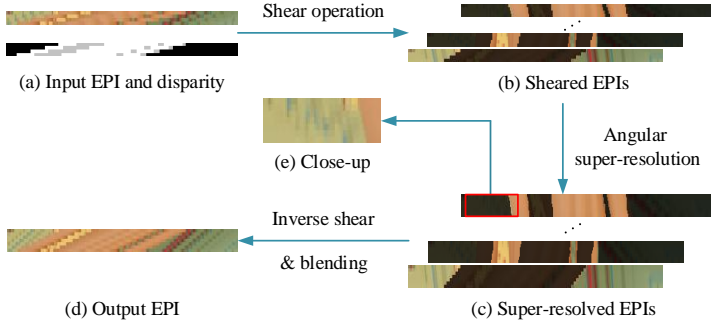 Shear operation
(a) Input EPI and disparity
(b) Sheared EPIs
Angular
super-resolution
(e) Close-up
Inverse shear
& blending
(d) Output EPI
(c) Super-resolved EPIs